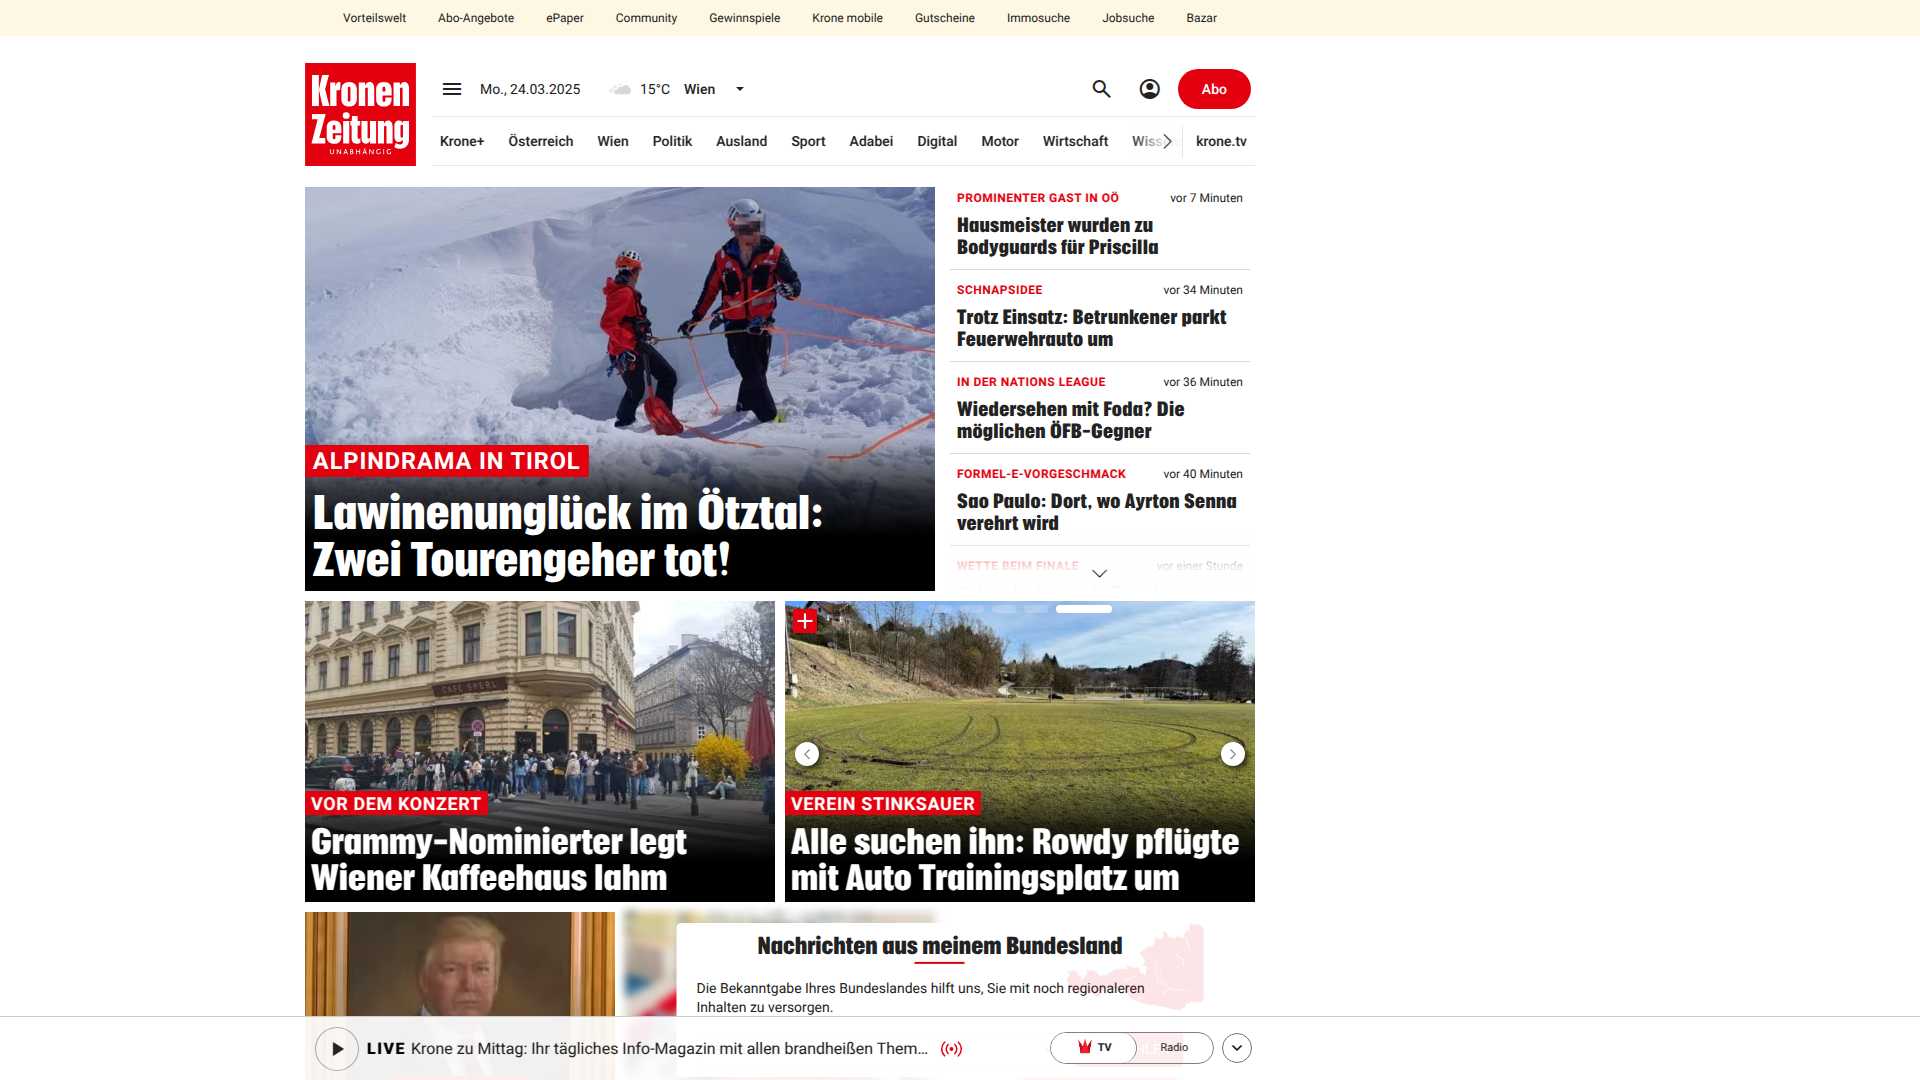 Vorteilswelt Abo-Angebote ePaper Community Gewinnspiele Krone mobile Gutscheine Immosuche Jobsuche Bazar
Kronen
Zeitung
UNABHÄNGIG
Mo., 24.03.2025 15°C Wien
Abo
Krone+ Österreich Wien Politik Ausland Sport Adabei Digital Motor Wirtschaft Wiss krone.tv
ALPINDRAMA IN TIROL
Lawinenunglück im Ötztal:
Zwei Tourengeher tot!
PROMINENTER GAST IN OÖ vor 7 Minuten
Hausmeister wurden zu
Bodyguards für Priscilla
SCHNAPSIDEE vor 34 Minuten
Trotz Einsatz: Betrunkener parkt
Feuerwehrauto um
IN DER NATIONS LEAGUE vor 36 Minuten
Wiedersehen mit Foda? Die
möglichen ÖFB-Gegner
FORMEL-E-VORGESCHMACK vor 40 Minuten
Sao Paulo: Dort, wo Ayrton Senna
verehrt wird
WETTE BEIM FINALE vor einer Stunde
CAFE SPERL
VOR DEM KONZERT
Grammy-Nominierter legt
Wiener Kaffeehaus lahm
VEREIN STINKSAUER
Alle suchen ihn: Rowdy pflügte
mit Auto Trainingsplatz um
Nachrichten aus meinem Bundesland
Die Bekanntgabe Ihres Bundeslandes hilft uns, Sie mit noch regionaleren
Inhalten zu versorgen.
LIVE Krone zu Mittag: Ihr tägliches Info-Magazin mit allen brandheißen Them...
TV Radio